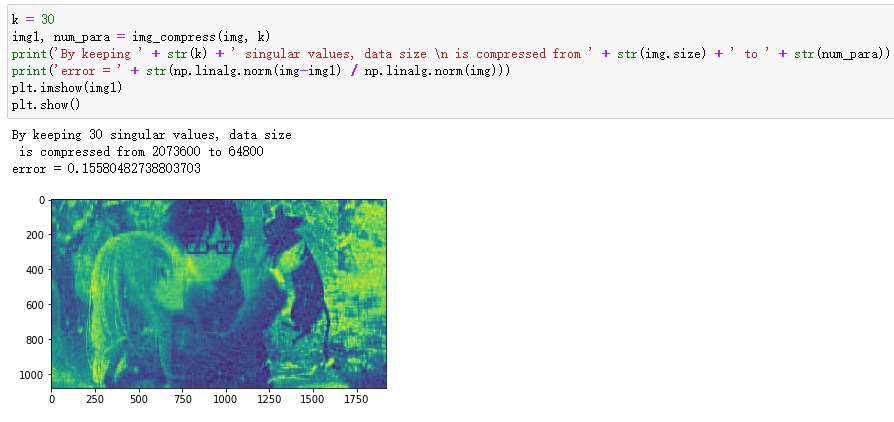 k = 30
img1, num_para = img_compress(img, k)
print('By keeping ' + str(k) + ' singular values, data size \n is compressed from ' + str(img.size) + ' to ' + str(num_para))
print('error = ' + str(np.linalg.norm(img-img1) / np.linalg.norm(img)))
plt.imshow(img1)
plt.show()
By keeping 30 singular values, data size
 is compressed from 2073600 to 64800
error = 0.15580482738803703
0
200
400
600
800
1000
0 250 500 750 1000 1250 1500 1750